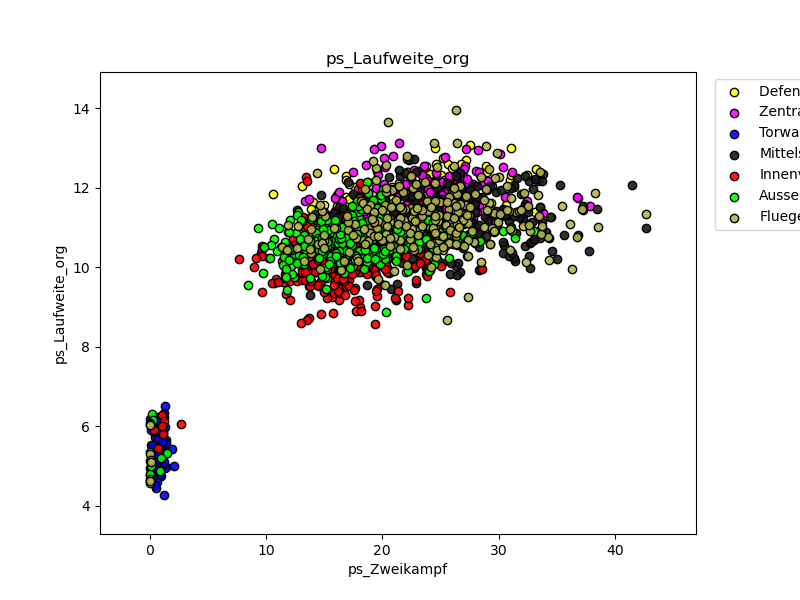 ps_Laufweite_org
14
12
10
8
6
4
ps_Laufweite_org
0
10
20
30
40
ps_Zweikampf
Defen
Zentra
Torwa
Mittels
Innenv
Ausse
Fluege